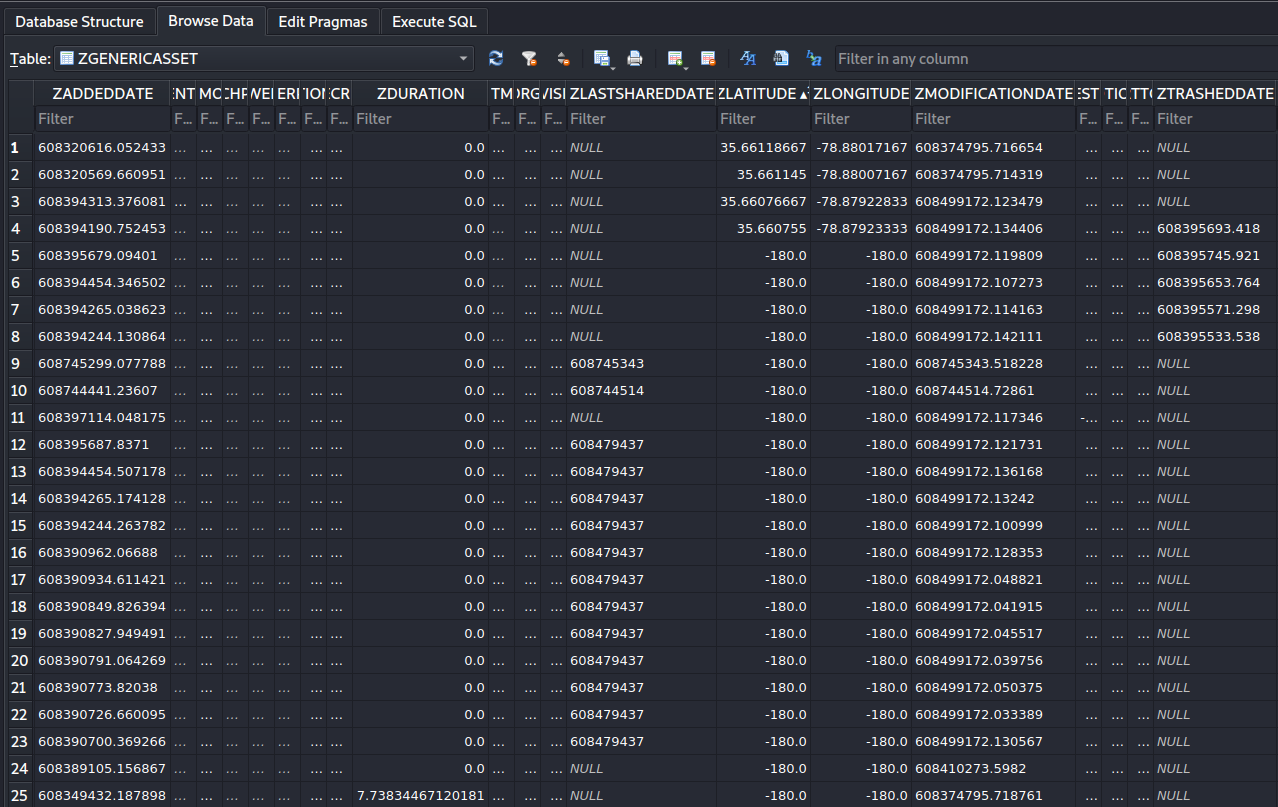 Database Structure Browse Data Edit Pragmas Execute SQL
Table: ZGENERICASSET Filter in any column
ZADDEDDATE ENT MO CHP WEI ERI TION CR ZDURATION TM ORG VISI ZLASTSHAREDDATE ZLATITUDE ZLONGITUDE ZMODIFICATIONDATE EST TIC TTC ZTRASHEDDATE
Filter F... F... F... F... F... F... F... Filter F... F... F... Filter Filter Filter Filter F... F... F... Filter
1 608320616.052433 ... ... ... ... ... ... ... 0.0 ... ... ... NULL 35.66118667 -78.88017167 608374795.716654 ... ... ... NULL
2 608320569.660951 ... ... ... ... ... ... ... 0.0 ... ... ... NULL 35.661145 -78.88007167 608374795.714319 ... ... ... NULL
3 608394313.376081 ... ... ... ... ... ... ... 0.0 ... ... ... NULL 35.66076667 -78.87922833 608499172.123479 ... ... ... NULL
4 608394190.752453 ... ... ... ... ... ... ... 0.0 ... ... ... NULL 35.660755 -78.87923333 608499172.134406 ... ... ... 608395693.418
5 608395679.09401 ... ... ... ... ... ... ... 0.0 ... ... ... NULL -180.0 -180.0 608499172.119809 ... ... ... 608395745.921
6 608394454.346502 ... ... ... ... ... ... ... 0.0 ... ... ... NULL -180.0 -180.0 608499172.107273 ... ... ... 608395653.764
7 608394265.038623 ... ... ... ... ... ... ... 0.0 ... ... ... NULL -180.0 -180.0 608499172.114163 ... ... ... 608395571.298
8 608394244.130864 ... ... ... ... ... ... ... 0.0 ... ... ... NULL -180.0 -180.0 608499172.142111 ... ... ... 608395533.538
9 608745299.077788 ... ... ... ... ... ... ... 0.0 ... ... ... 608745343 -180.0 -180.0 608745343.518228 ... ... ... NULL
10 608744441.23607 ... ... ... ... ... ... ... 0.0 ... ... ... 608744514 -180.0 -180.0 608744514.72861 ... ... ... NULL
11 608397114.048175 ... ... ... ... ... ... ... 0.0 ... ... ... NULL -180.0 -180.0 608499172.117346 -... ... ... NULL
12 608395687.8371 ... ... ... ... ... ... ... 0.0 ... ... ... 608479437 -180.0 -180.0 608499172.121731 ... ... ... NULL
13 608394454.507178 ... ... ... ... ... ... ... 0.0 ... ... ... 608479437 -180.0 -180.0 608499172.136168 ... ... ... NULL
14 608394265.174128 ... ... ... ... ... ... ... 0.0 ... ... ... 608479437 -180.0 -180.0 608499172.13242 ... ... ... NULL
15 608394244.263782 ... ... ... ... ... ... ... 0.0 ... ... ... 608479437 -180.0 -180.0 608499172.100999 ... ... ... NULL
16 608390962.06688 ... ... ... ... ... ... ... 0.0 ... ... ... 608479437 -180.0 -180.0 608499172.128353 ... ... ... NULL
17 608390934.611421 ... ... ... ... ... ... ... 0.0 ... ... ... 608479437 -180.0 -180.0 608499172.048821 ... ... ... NULL
18 608390849.826394 ... ... ... ... ... ... ... 0.0 ... ... ... 608479437 -180.0 -180.0 608499172.041915 ... ... ... NULL
19 608390827.949491 ... ... ... ... ... ... ... 0.0 ... ... ... 608479437 -180.0 -180.0 608499172.045517 ... ... ... NULL
20 608390791.064269 ... ... ... ... ... ... ... 0.0 ... ... ... 608479437 -180.0 -180.0 608499172.039756 ... ... ... NULL
21 608390773.82038 ... ... ... ... ... ... ... 0.0 ... ... ... 608479437 -180.0 -180.0 608499172.050375 ... ... ... NULL
22 608390726.660095 ... ... ... ... ... ... ... 0.0 ... ... ... 608479437 -180.0 -180.0 608499172.033389 ... ... ... NULL
23 608390700.369266 ... ... ... ... ... ... ... 0.0 ... ... ... 608479437 -180.0 -180.0 608499172.130567 ... ... ... NULL
24 608389105.156867 ... ... ... ... ... ... ... 0.0 ... ... ... NULL -180.0 -180.0 608410273.5982 ... ... ... NULL
25 608349432.187898 ... ... ... ... ... ... ... 7.73834467120181 ... ... ... NULL -180.0 -180.0 608374795.718761 ... ... ... NULL